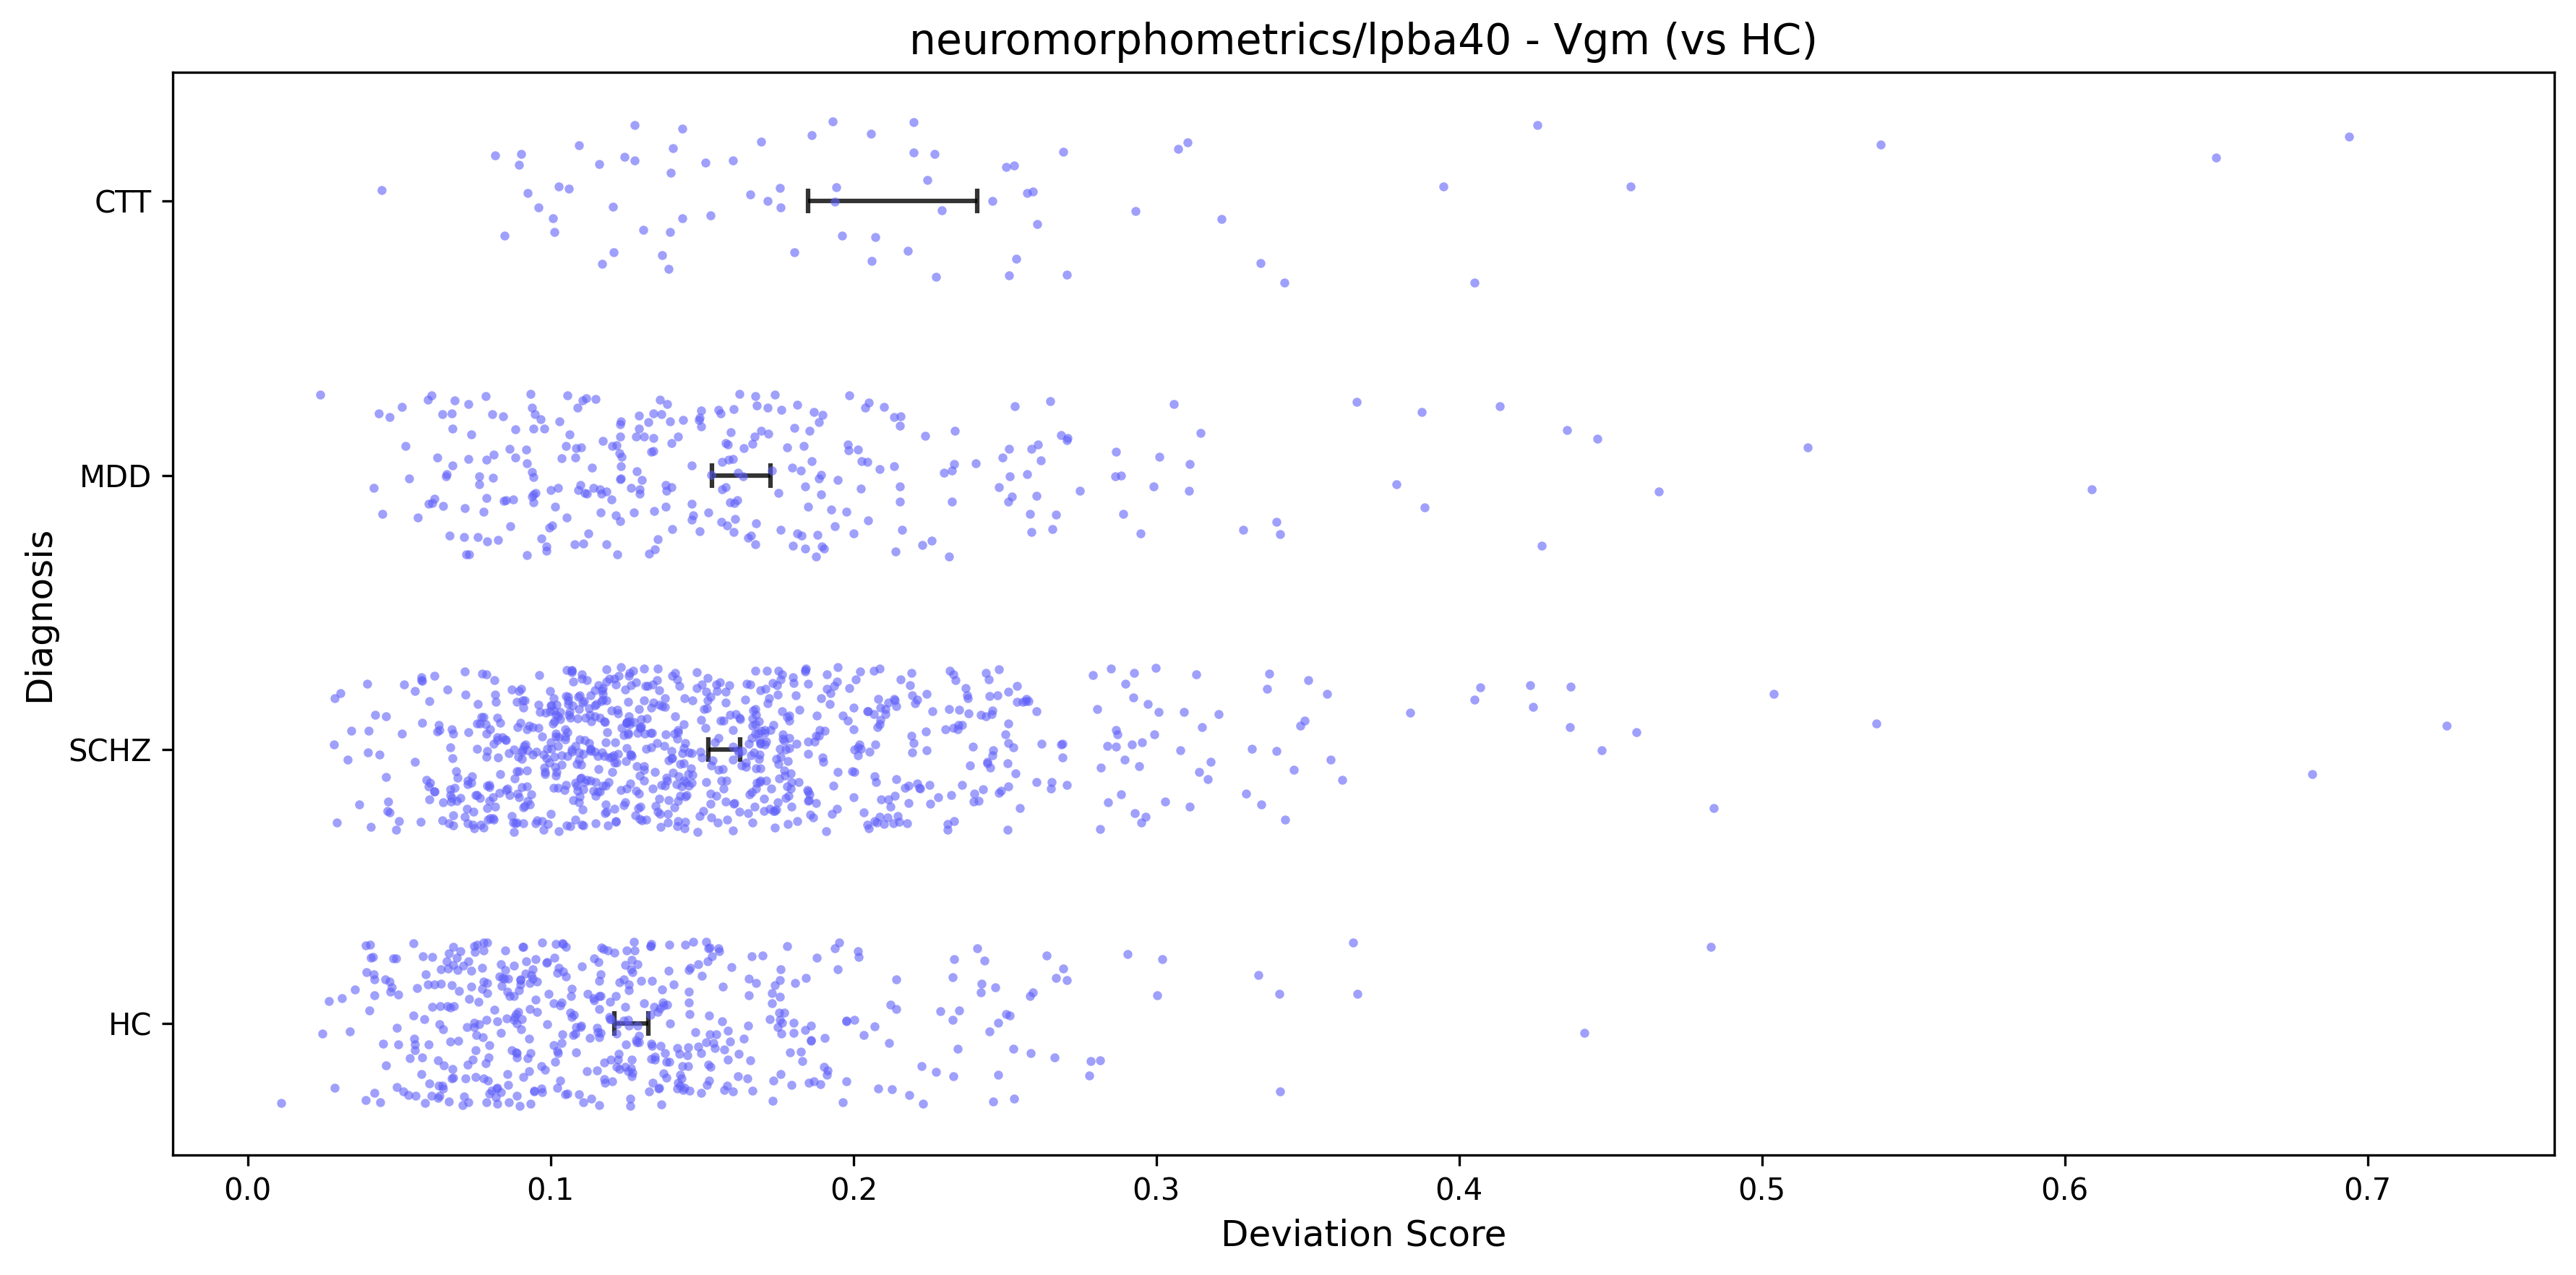 neuromorphometrics/lpba40 - Vgm (vs HC)
Diagnosis
CTT
MDD
SCHZ
HC
0.0 0.1 0.2 0.3 0.4 0.5 0.6 0.7
Deviation Score